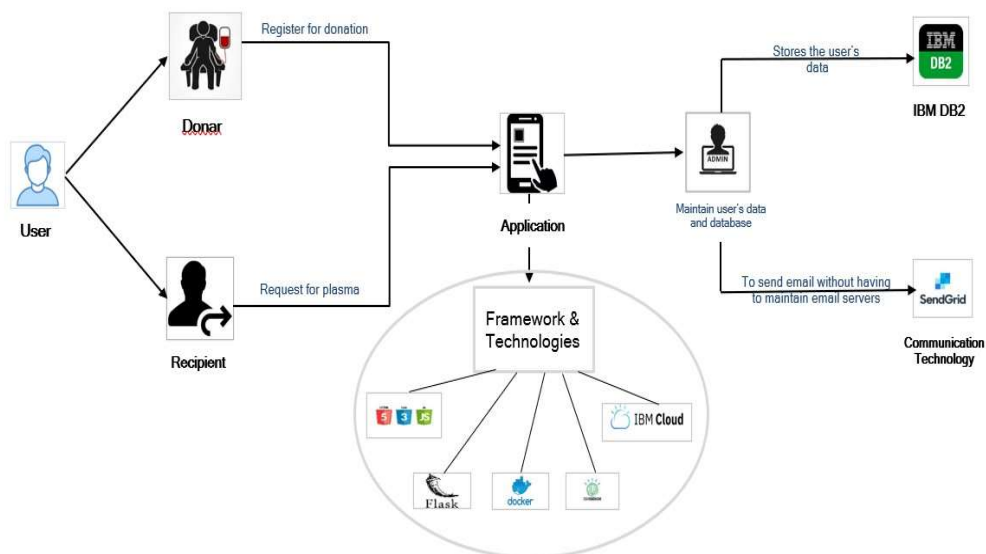 Register for donation
Donar
User
Request for plasma
Recipient
Application
ADMIN
Maintain user's data
and database
Stores the user's
data
IBM
DB2
IBM DB2
To send email without having
to maintain email servers
SendGrid
Communication
Technology
Framework &
Technologies
5
3
JS
IBM Cloud
Flask
docker